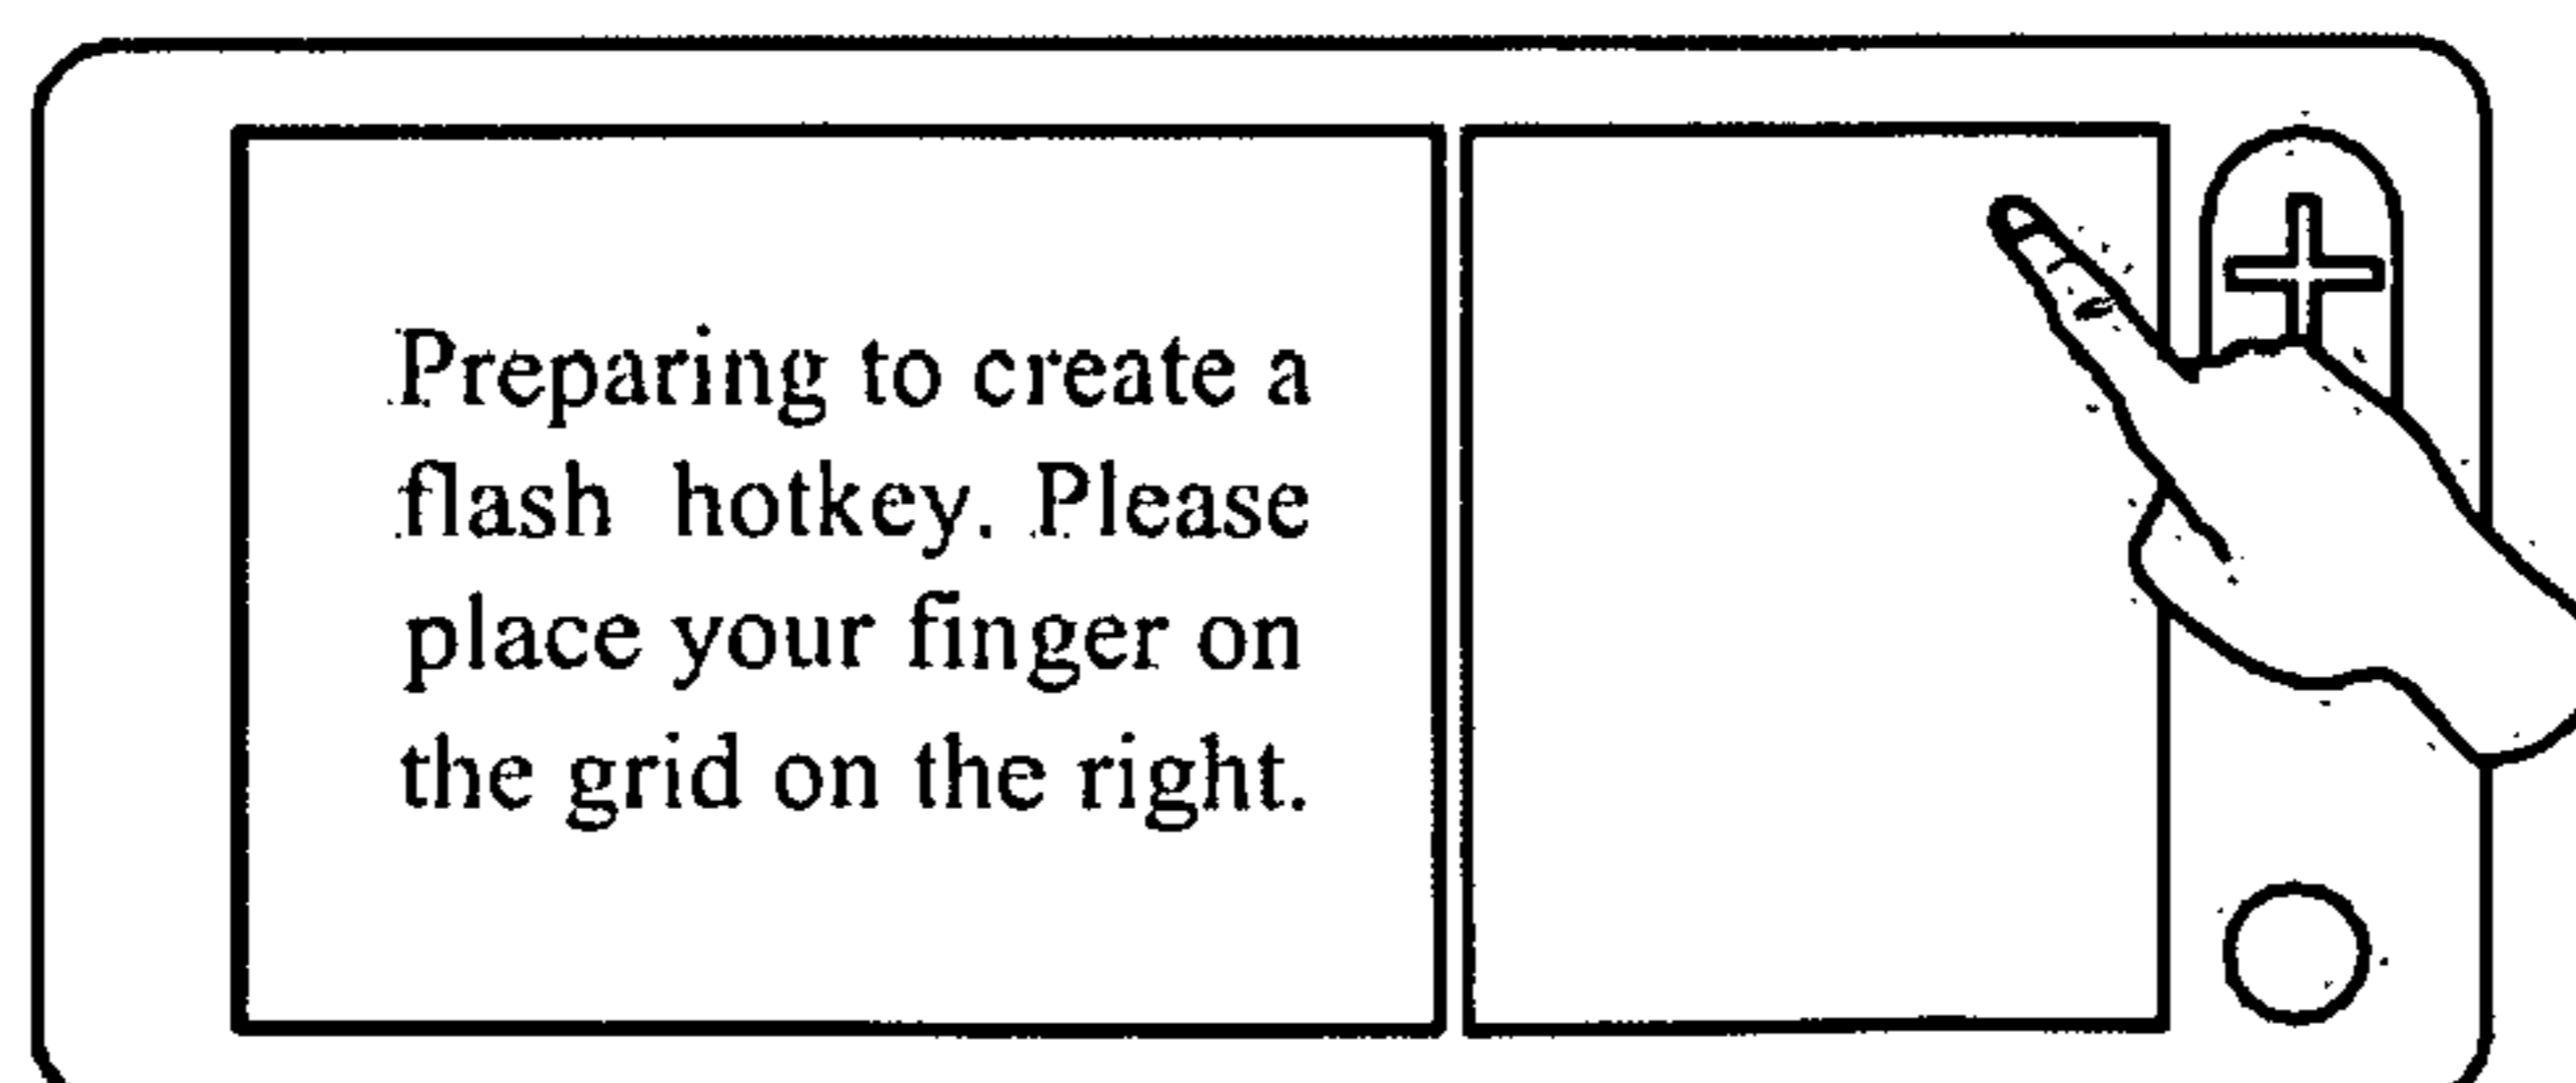 Preparing to create a
flash hotkey. Please
place your finger on
the grid on the right.